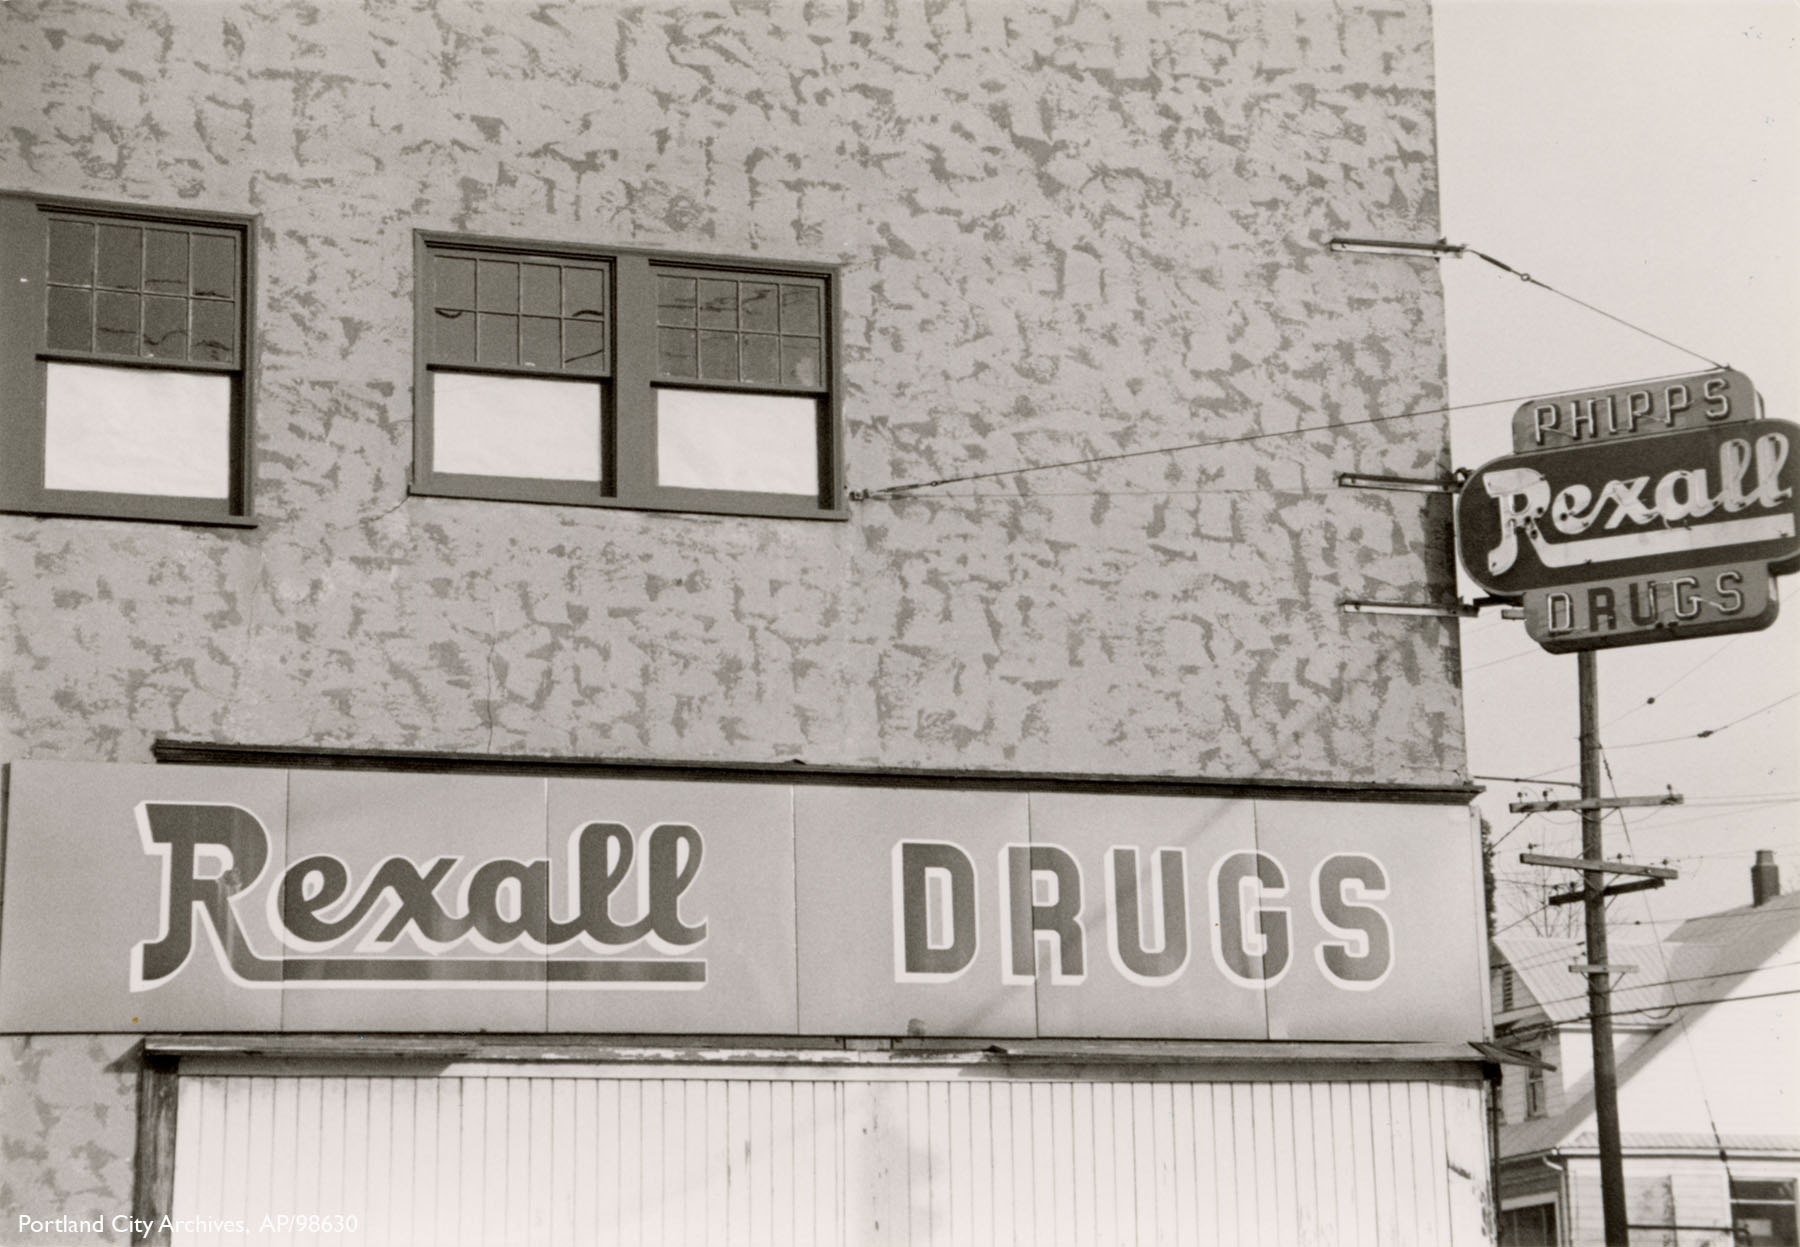 PHIPPS
Rexall
DRUGS
Rexall DRUGS
Portland City Archives, AP/98630